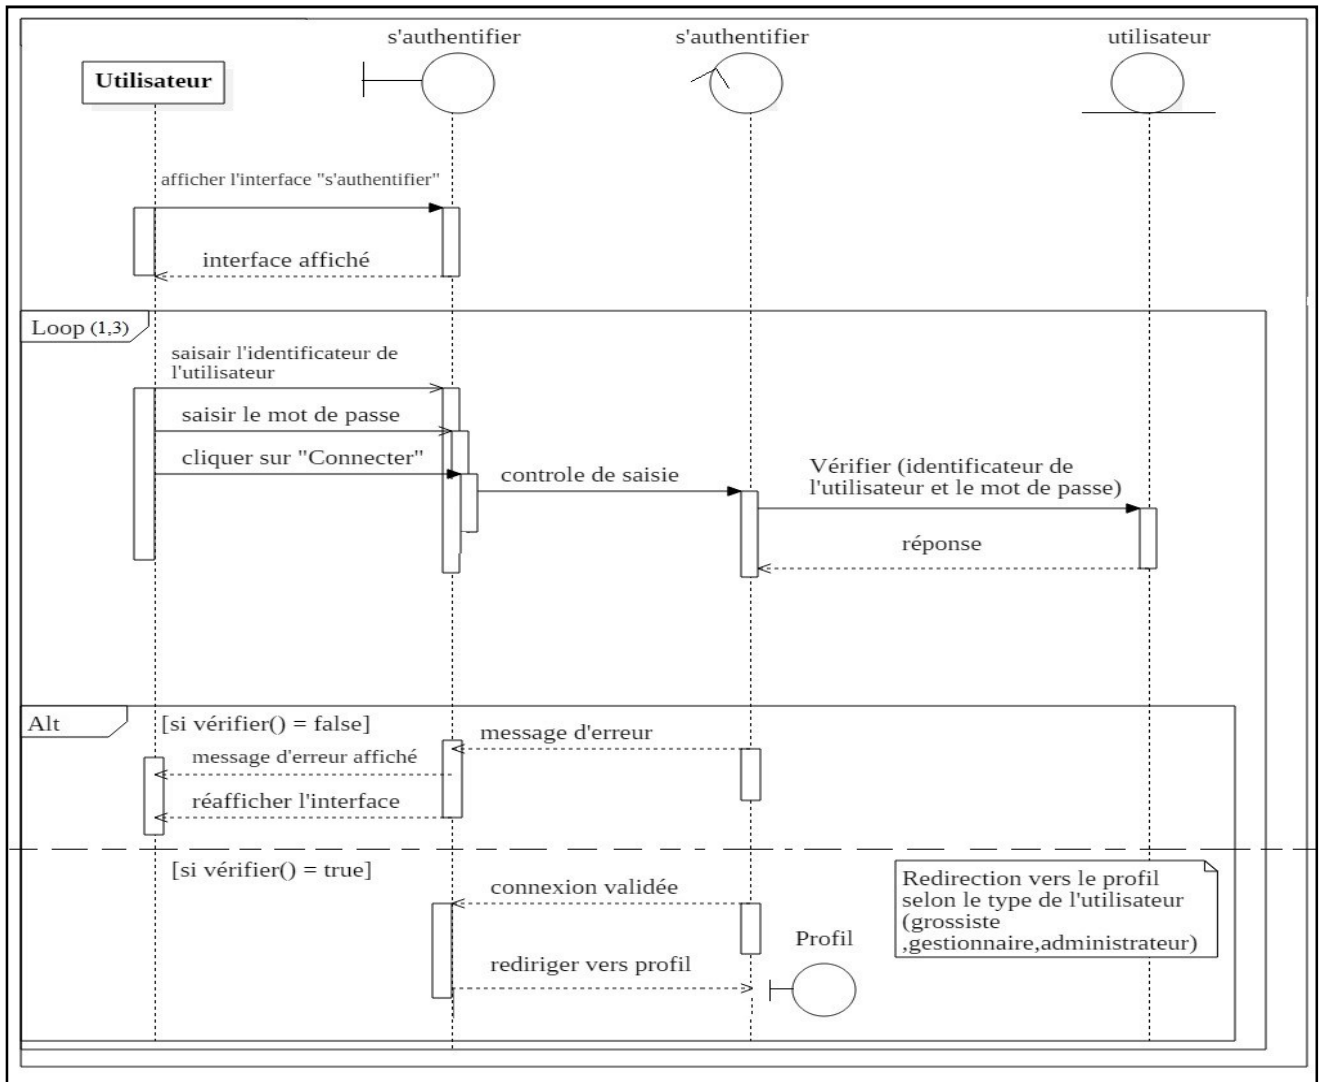 s'authentifier
s'authentifier
utilisateur
Utilisateur
afficher l'interface "s'authentifier"
interface affiché
Loop (1,3)
saisair l'identificateur de
l'utilisateur
saisir le mot de passe
cliquer sur "Connecter"
controle de saisie
Vérifier (identificateur de
l'utilisateur et le mot de passe)
réponse
Alt
[si vérifier() = false]
message d'erreur
message d'erreur affiché
réafficher l'interface
[si vérifier() = true]
connexion validée
Redirection vers le profil
selon le type de l'utilisateur
(grossiste
,gestionnaire,administrateur)
Profil
rediriger vers profil